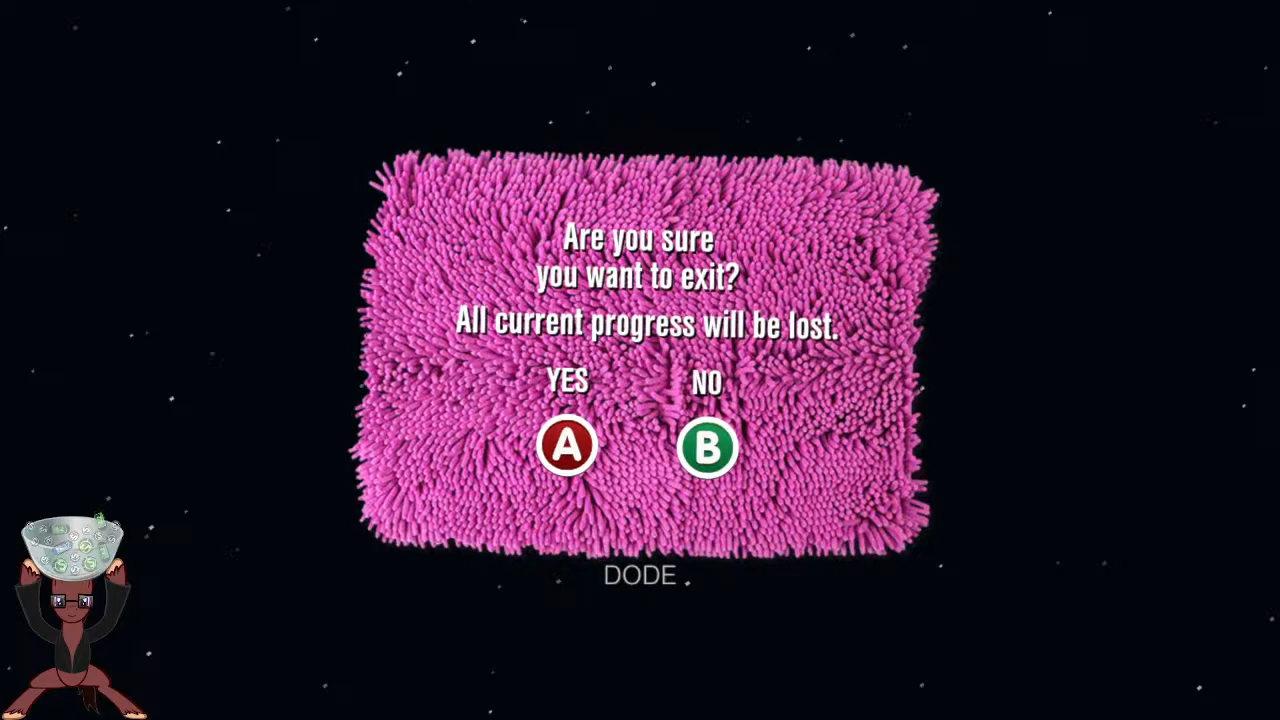 Are you sure
you want to exit?
All current progress will be lost.
YES NO
A B
DODE